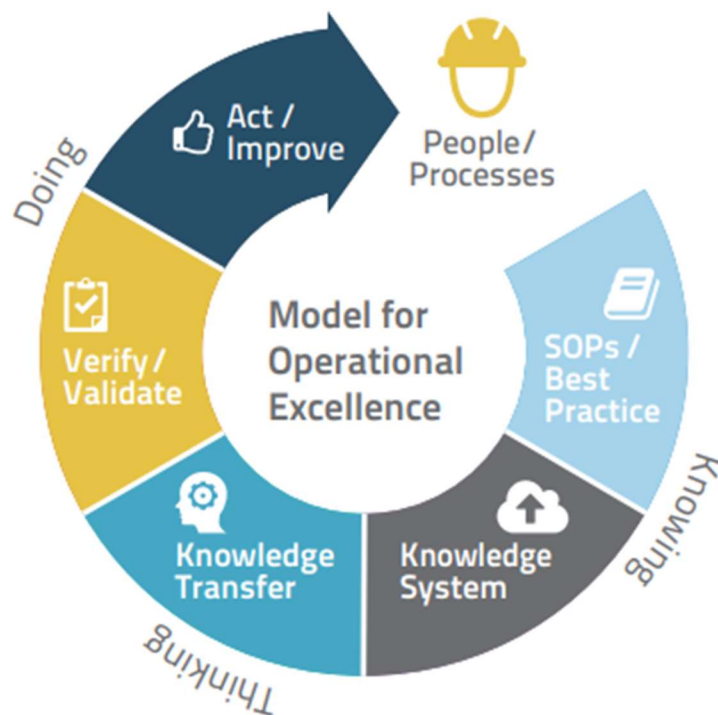 Model for
Operational
Excellence
People/
Processes
SOPs /
Best
Practice
Knowing
Knowledge
System
Knowledge
Transfer
Thinking
Verify/
Validate
Doing
Act /
Improve